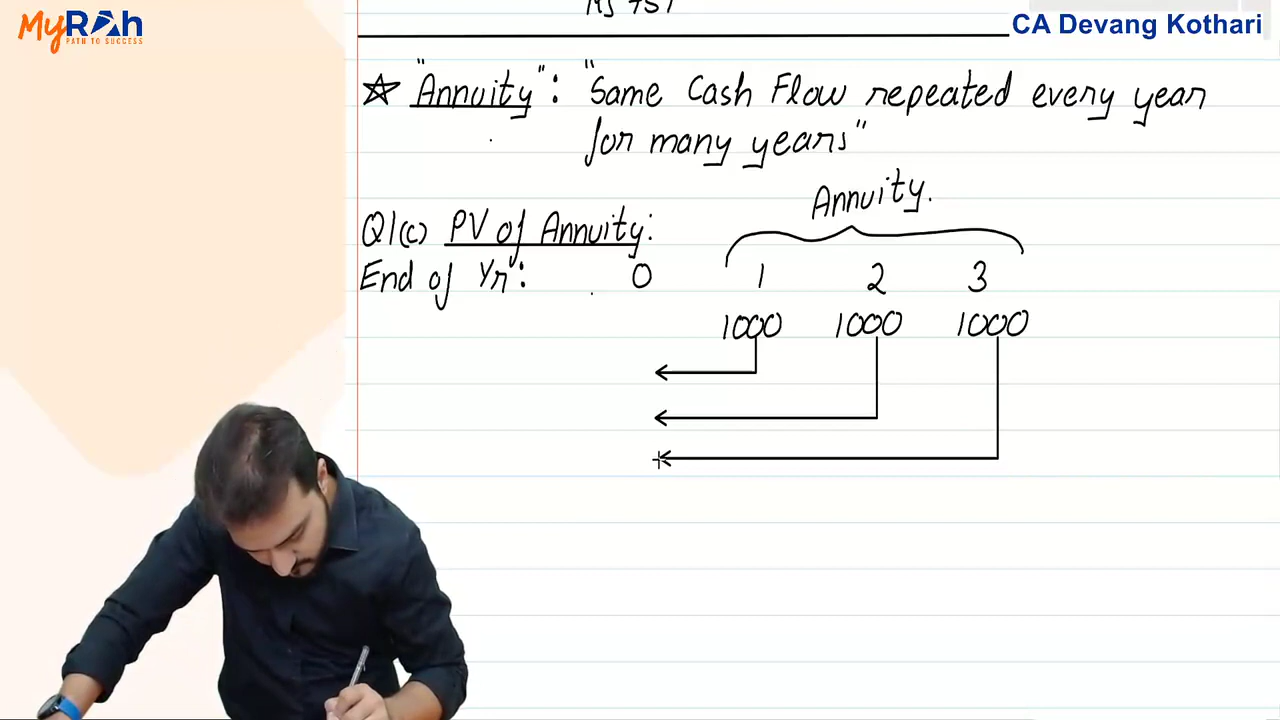 MyRAh
PATH TO SUCCESS
CA Devang Kothari
"Annuity": "Same Cash Flow repeated every year
for many years"
Annuity.
Q1(c) PV of Annuity:
End of Yr: 0 1 2 3
1000 1000 1000